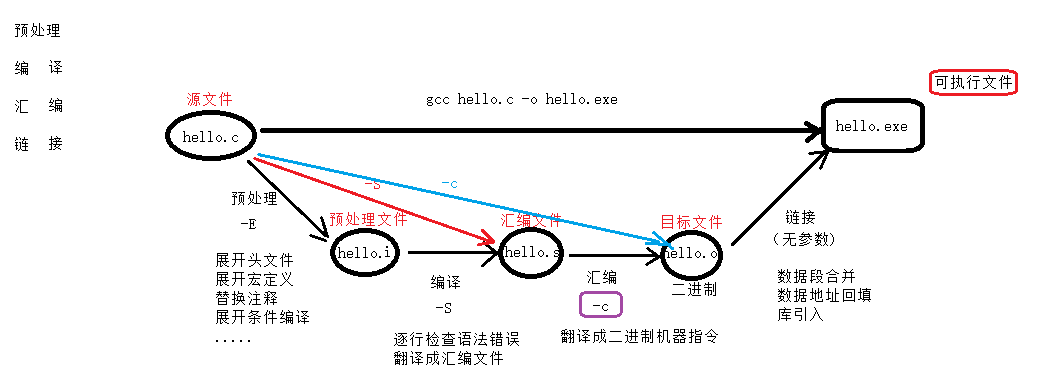 预处理
编 译
汇 编
链 接
可执行文件
源文件
gcc hello.c -o hello.exe
hello.c
hello.exe
-S
-c
预处理
-E
预处理文件
汇编文件
目标文件
链接
（无参数）
hello.i
hello.s
hello.o
编译
-S
汇编
-c
二进制
展开头文件
展开宏定义
替换注释
展开条件编译
.....
数据段合并
数据地址回填
库引入
逐行检查语法错误
翻译成汇编文件
翻译成二进制机器指令